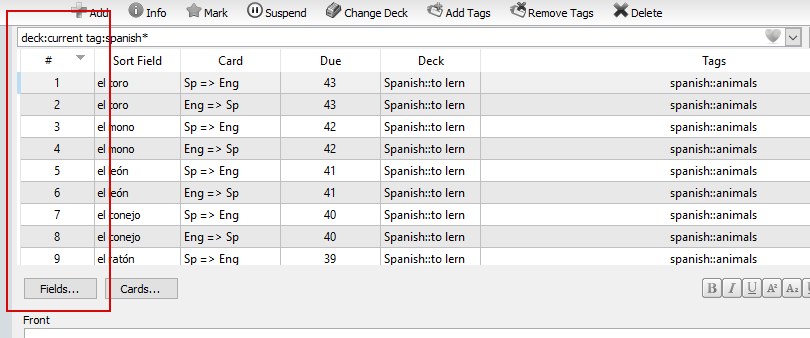 Add Info Mark Suspend Change Deck Add Tags Remove Tags Delete
deck:current tag:spanish*
# Sort Field Card Due Deck Tags
1 el toro Sp => Eng 43 Spanish::to lern spanish::animals
2 el toro Eng => Sp 43 Spanish::to lern spanish::animals
3 el mono Sp => Eng 42 Spanish::to lern spanish::animals
4 el mono Eng => Sp 42 Spanish::to lern spanish::animals
5 el león Sp => Eng 41 Spanish::to lern spanish::animals
6 el león Eng => Sp 41 Spanish::to lern spanish::animals
7 el conejo Sp => Eng 40 Spanish::to lern spanish::animals
8 el conejo Eng => Sp 40 Spanish::to lern spanish::animals
9 el ratón Sp => Eng 39 Spanish::to lern spanish::animals
Fields... Cards... B I U A² A₂
Front